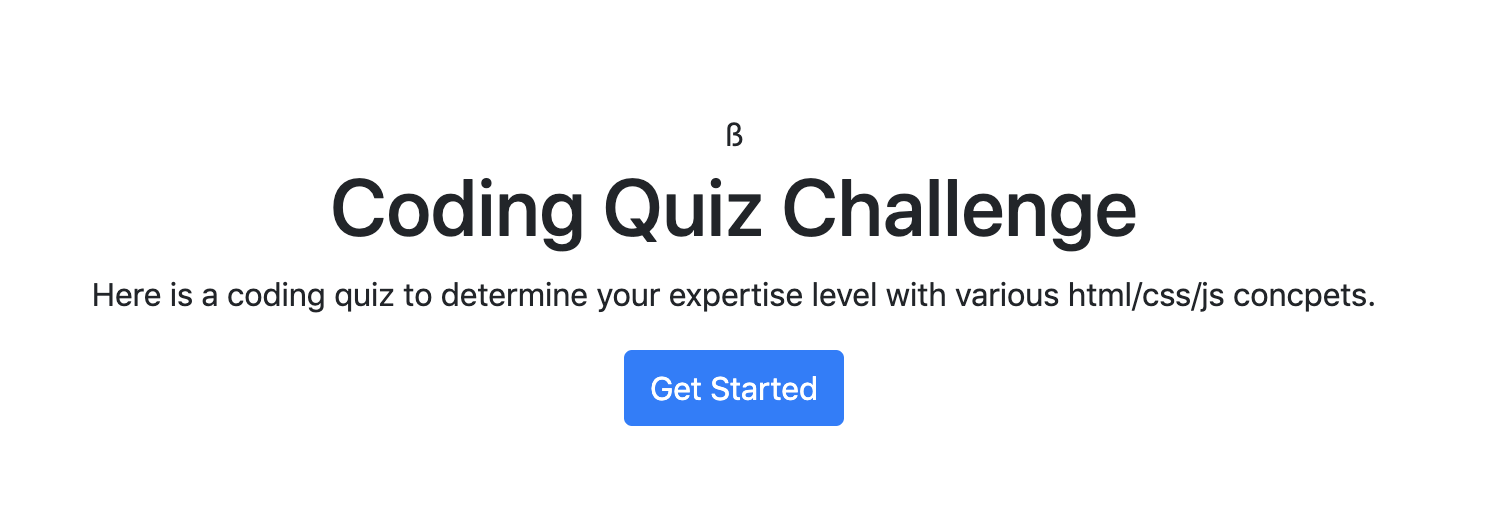 ß
Coding Quiz Challenge
Here is a coding quiz to determine your expertise level with various html/css/js concpets.
Get Started